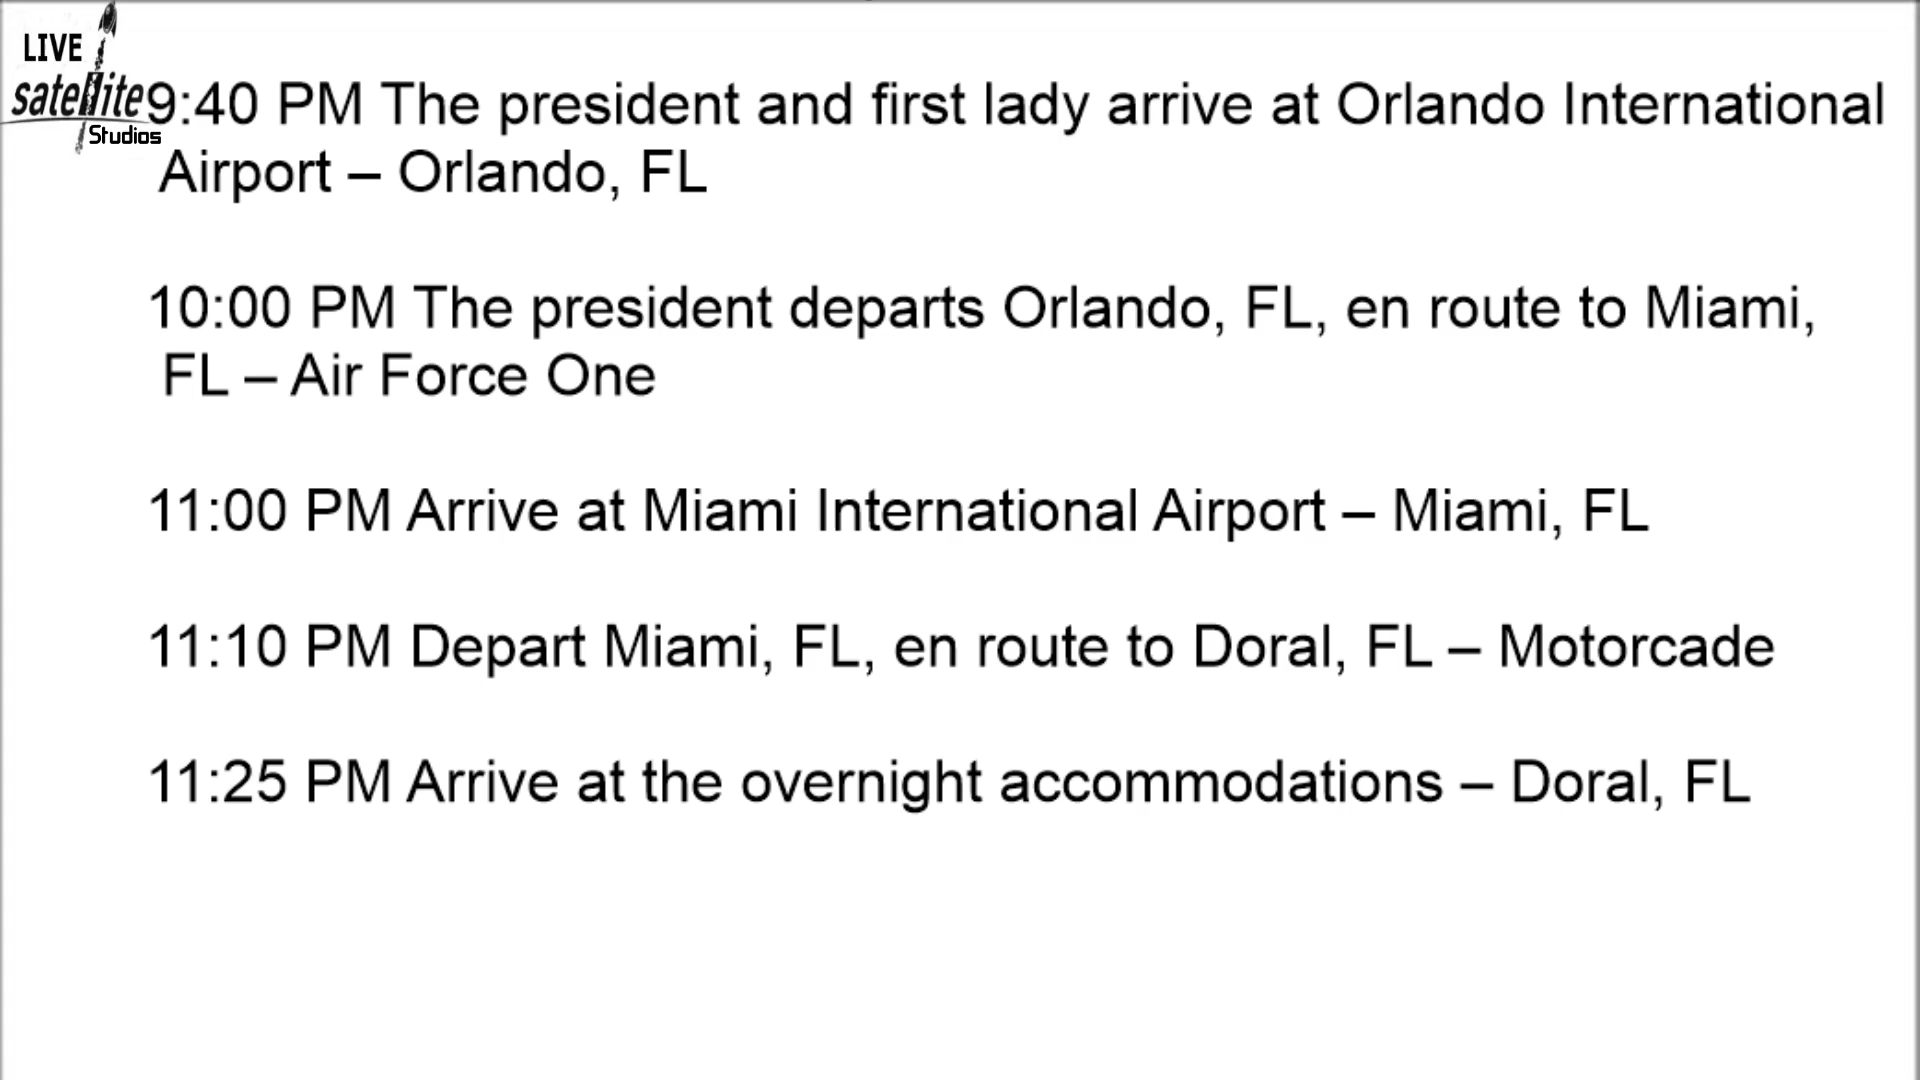 LIVE
satellite
Studios
9:40 PM The president and first lady arrive at Orlando International
Airport – Orlando, FL
10:00 PM The president departs Orlando, FL, en route to Miami,
FL – Air Force One
11:00 PM Arrive at Miami International Airport – Miami, FL
11:10 PM Depart Miami, FL, en route to Doral, FL – Motorcade
11:25 PM Arrive at the overnight accommodations – Doral, FL